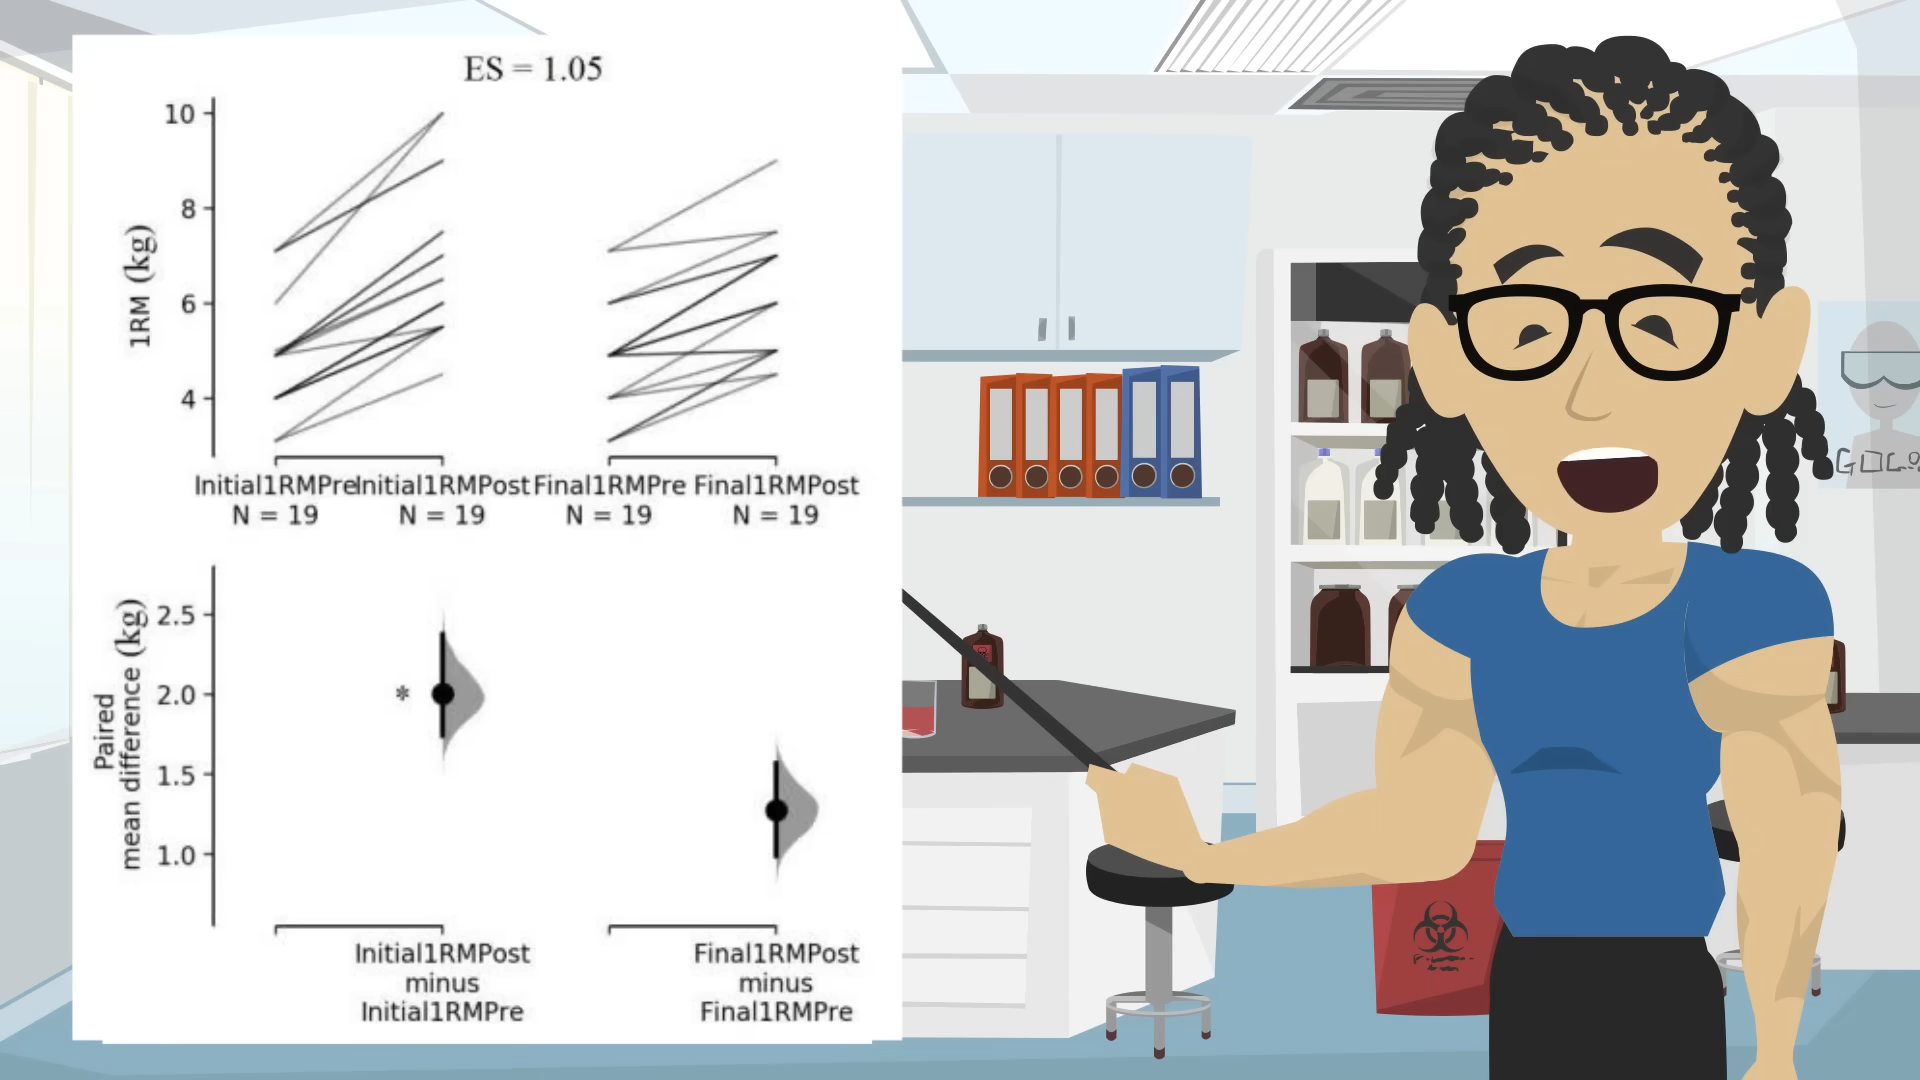 ES = 1.05
10
8
6
4
1RM (kg)
Initial1RMPre Initial1RMPost Final1RMPre Final1RMPost
N = 19 N = 19 N = 19 N = 19
2.5
2.0
1.5
1.0
Paired
mean difference (kg)
*
Initial1RMPost Final1RMPost
minus minus
Initial1RMPre Final1RMPre